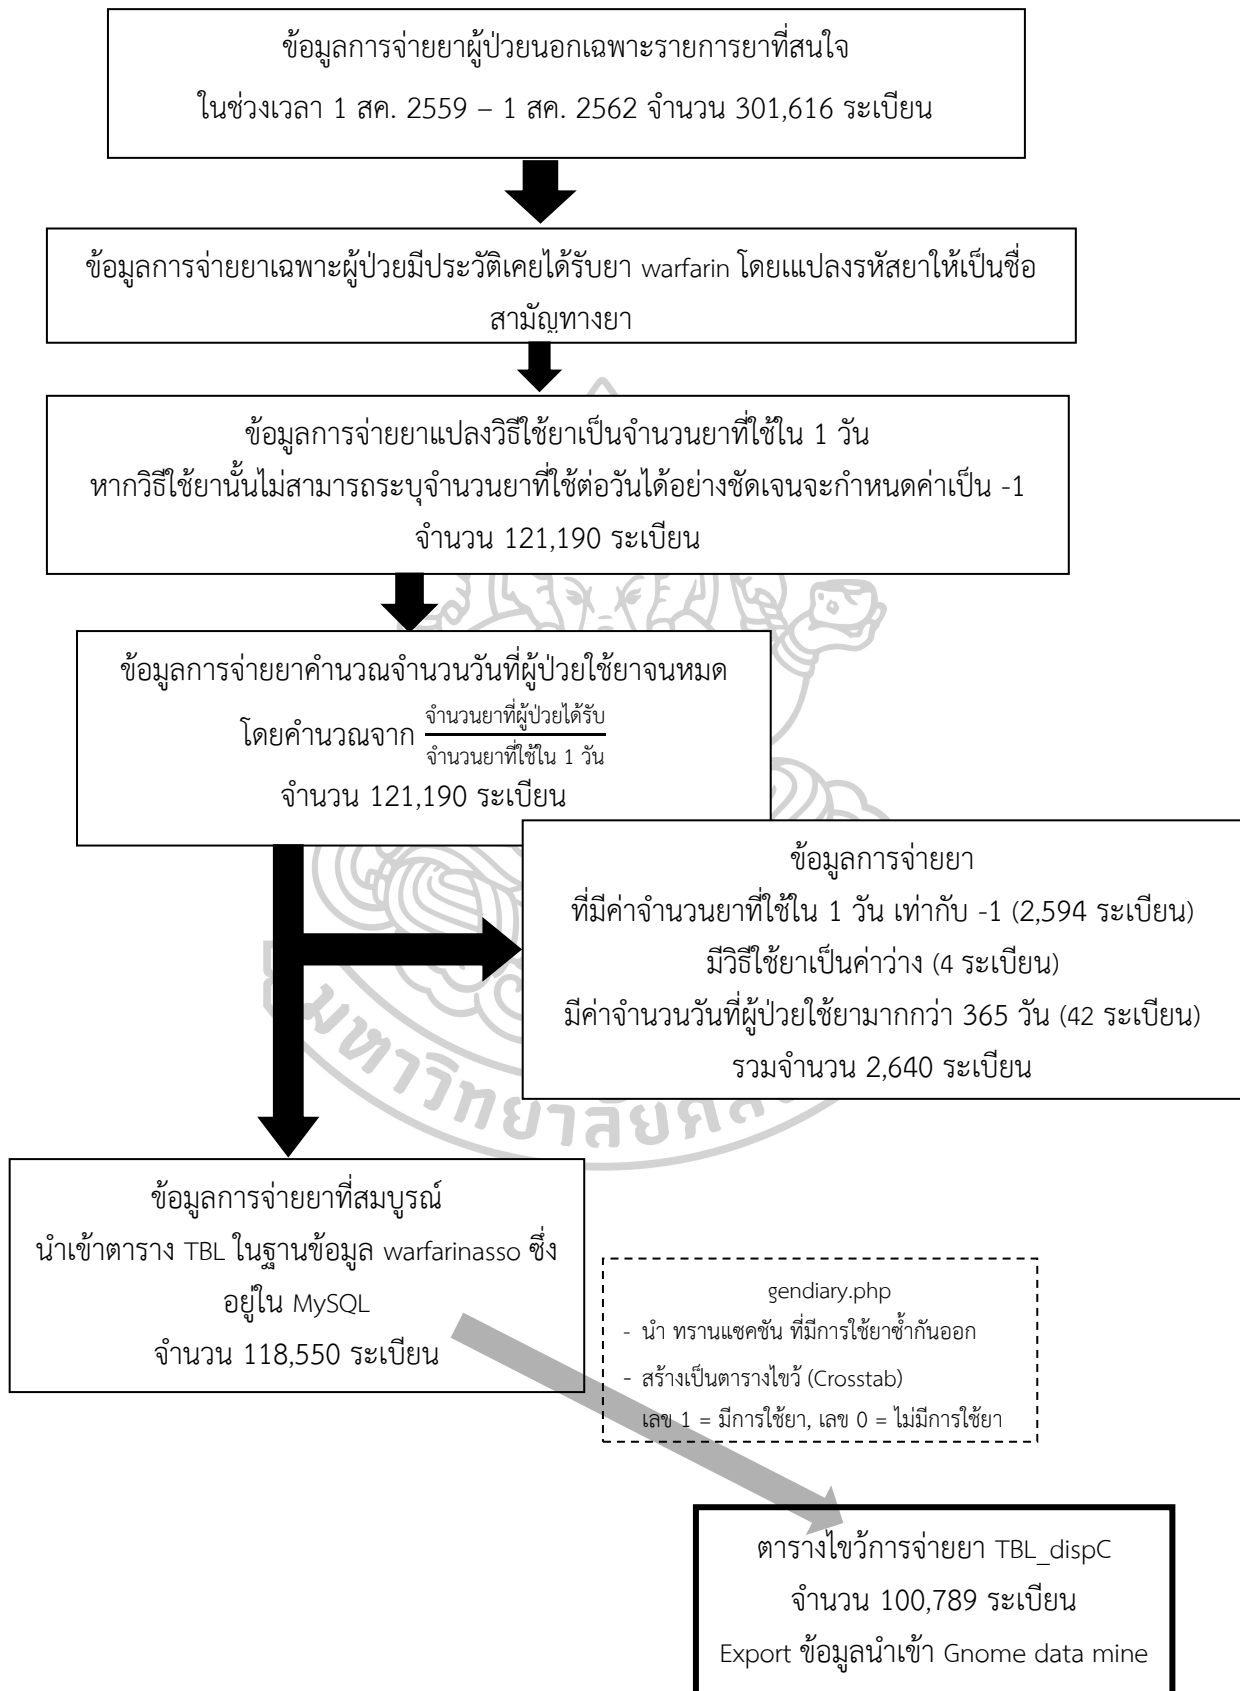 ข้อมูลการจ่ายยาผู้ป่วยนอกเฉพาะรายการยาที่สนใจ
ในช่วงเวลา 1 สค. 2559 – 1 สค. 2562 จำนวน 301,616 ระเบียน
ข้อมูลการจ่ายยาเฉพาะผู้ป่วยมีประวัติเคยได้รับยา warfarin โดยแแปลงรหัสยาให้เป็นชื่อ
สามัญทางยา
ข้อมูลการจ่ายยาแปลงวิธีใช้ยาเป็นจำนวนยาที่ใช้ใน 1 วัน
หากวิธีใช้ยานั้นไม่สามารถระบุจำนวนยาที่ใช้ต่อวันได้อย่างชัดเจนจะกำหนดค่าเป็น -1
จำนวน 121,190 ระเบียน
ข้อมูลการจ่ายยาคำนวณจำนวนวันที่ผู้ป่วยใช้ยาจนหมด
โดยคำนวณจาก จำนวนยาที่ผู้ป่วยได้รับ
จำนวนยาที่ใช้ใน 1 วัน
จำนวน 121,190 ระเบียน
ข้อมูลการจ่ายยา
ที่มีค่าจำนวนยาที่ใช้ใน 1 วัน เท่ากับ -1 (2,594 ระเบียน)
มีวิธีใช้ยาเป็นค่าว่าง (4 ระเบียน)
มีค่าจำนวนวันที่ผู้ป่วยใช้ยามากกว่า 365 วัน (42 ระเบียน)
รวมจำนวน 2,640 ระเบียน
มหาวิทยาลัยศิล
ข้อมูลการจ่ายยาที่สมบูรณ์
นำเข้าตาราง TBL ในฐานข้อมูล warfarinasso ซึ่ง
อยู่ใน MySQL
จำนวน 118,550 ระเบียน
gendiary.php
- นำ ทรานแซคชัน ที่มีการใช้ยาซ้ำกันออก
- สร้างเป็นตารางไขว้ (Crosstab)
เลข 1 = มีการใช้ยา, เลข 0 = ไม่มีการใช้ยา
ตารางไขว้การจ่ายยา TBL_dispC
จำนวน 100,789 ระเบียน
Export ข้อมูลนำเข้า Gnome data mine